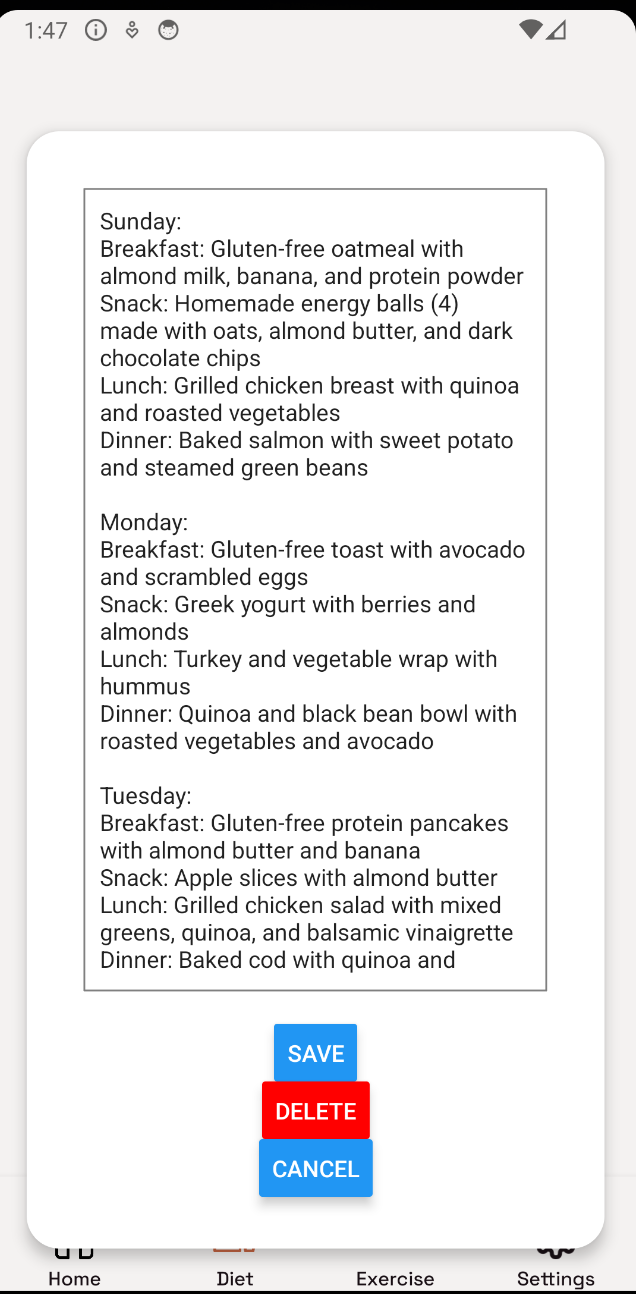 1:47
Sunday:
Breakfast: Gluten-free oatmeal with
almond milk, banana, and protein powder
Snack: Homemade energy balls (4)
made with oats, almond butter, and dark
chocolate chips
Lunch: Grilled chicken breast with quinoa
and roasted vegetables
Dinner: Baked salmon with sweet potato
and steamed green beans
Monday:
Breakfast: Gluten-free toast with avocado
and scrambled eggs
Snack: Greek yogurt with berries and
almonds
Lunch: Turkey and vegetable wrap with
hummus
Dinner: Quinoa and black bean bowl with
roasted vegetables and avocado
Tuesday:
Breakfast: Gluten-free protein pancakes
with almond butter and banana
Snack: Apple slices with almond butter
Lunch: Grilled chicken salad with mixed
greens, quinoa, and balsamic vinaigrette
Dinner: Baked cod with quinoa and
SAVE
DELETE
CANCEL
Home Diet Exercise Settings